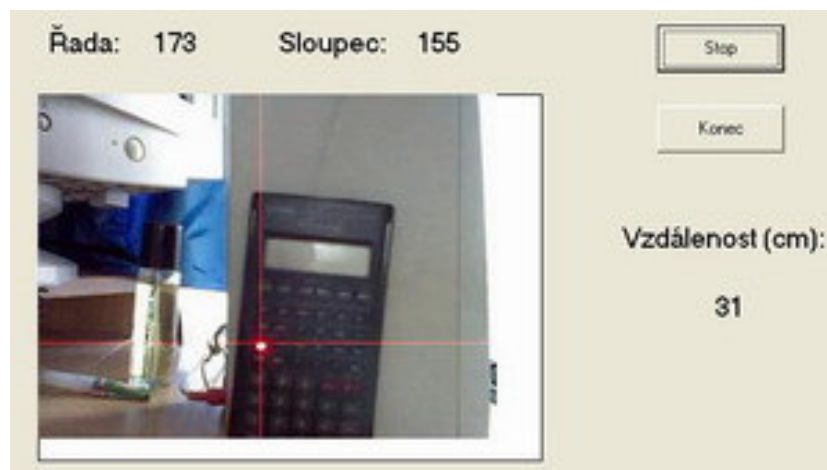 Řada: 173 Sloupec: 155
Stop
Konec
Vzdálenost (cm):
31